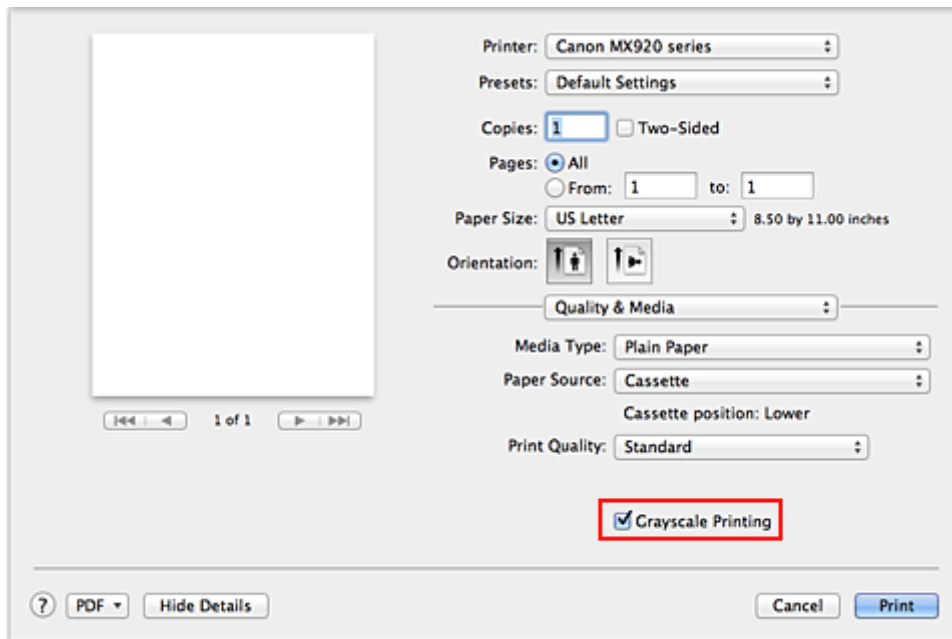 Printer: Canon MX920 series
Presets: Default Settings
Copies: 1 Two-Sided
Pages: All
From: 1 to: 1
Paper Size: US Letter 8.50 by 11.00 inches
Orientation:
Quality & Media
Media Type: Plain Paper
Paper Source: Cassette
Cassette position: Lower
1 of 1
Print Quality: Standard
Grayscale Printing
? PDF Hide Details Cancel Print